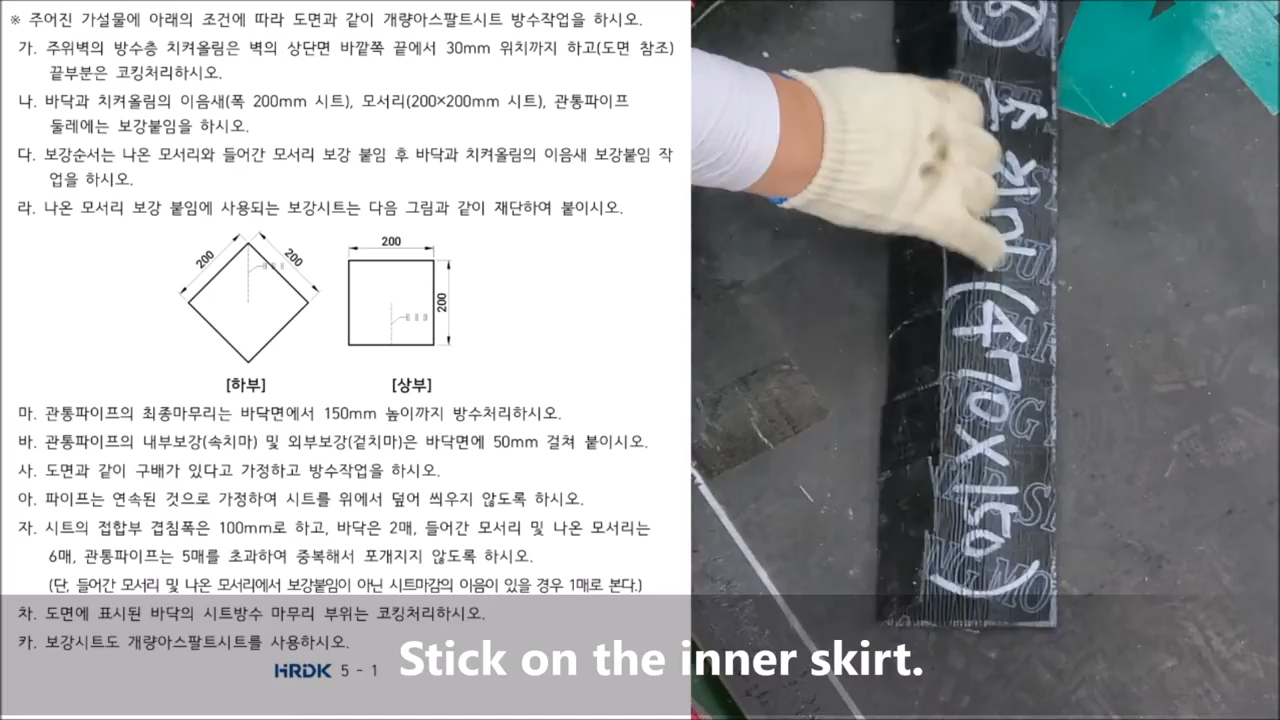 ※ 주어진 가설물에 아래의 조건에 따라 도면과 같이 개량아스팔트시트 방수작업을 하시오.
가. 주위벽의 방수층 치켜올림은 벽의 상단면 바깥쪽 끝에서 30mm 위치까지 하고(도면 참조)
끝부분은 코킹처리하시오.
나. 바닥과 치켜올림의 이음새(폭 200mm 시트), 모서리(200×200mm 시트), 관통파이프
둘레에는 보강붙임을 하시오.
다. 보강순서는 나온 모서리와 들어간 모서리 보강 붙임 후 바닥과 치켜올림의 이음새 보강붙임 작
업을 하시오.
라. 나온 모서리 보강 붙임에 사용되는 보강시트는 다음 그림과 같이 재단하여 붙이시오.
200 200 200
200
[하부] [상부]
마. 관통파이프의 최종마무리는 바닥면에서 150mm 높이까지 방수처리하시오.
바. 관통파이프의 내부보강(속치마) 및 외부보강(겉치마)은 바닥면에 50mm 걸쳐 붙이시오.
사. 도면과 같이 구배가 있다고 가정하고 방수작업을 하시오.
아. 파이프는 연속된 것으로 가정하여 시트를 위에서 덮어 씌우지 않도록 하시오.
자. 시트의 접합부 겹침폭은 100mm로 하고, 바닥은 2매, 들어간 모서리 및 나온 모서리는
6매, 관통파이프는 5매를 초과하여 중복해서 포개지지 않도록 하시오.
(단, 들어간 모서리 및 나온 모서리에서 보강붙임이 아닌 시트마감의 이음이 있을 경우 1매로 본다.)
차. 도면에 표시된 바닥의 시트방수 마무리 부위는 코킹처리하시오.
카. 보강시트도 개량아스팔트시트를 사용하시오.
HRDK 5 - 1
(470×150)
Stick on the inner skirt.